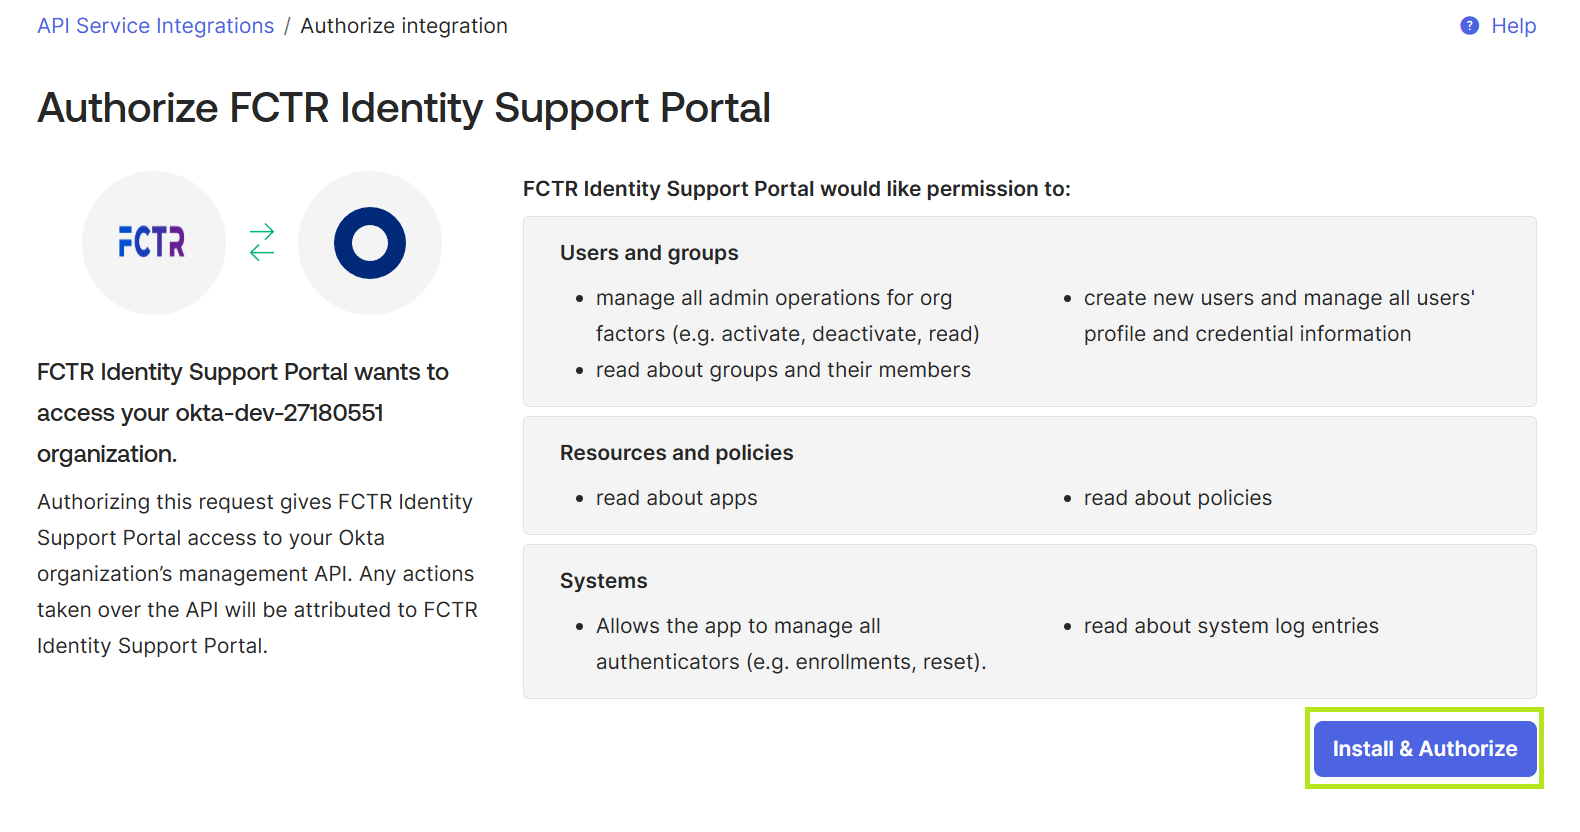 API Service Integrations / Authorize integration
? Help
Authorize FCTR Identity Support Portal
FCTR
FCTR Identity Support Portal wants to
access your okta-dev-27180551
organization.
Authorizing this request gives FCTR Identity
Support Portal access to your Okta
organization’s management API. Any actions
taken over the API will be attributed to FCTR
Identity Support Portal.
FCTR Identity Support Portal would like permission to:
Users and groups
• manage all admin operations for org
factors (e.g. activate, deactivate, read)
• read about groups and their members
• create new users and manage all users'
profile and credential information
Resources and policies
• read about apps
• read about policies
Systems
• Allows the app to manage all
authenticators (e.g. enrollments, reset).
• read about system log entries
Install & Authorize